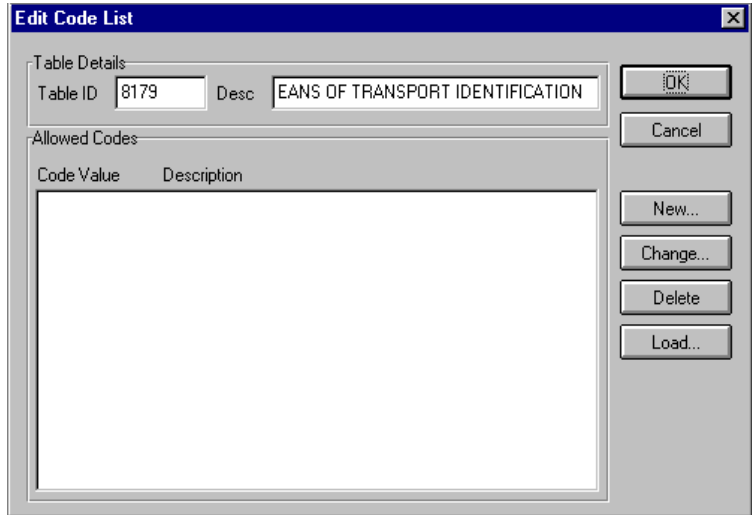 Edit Code List
Table Details
Table ID 8179 Desc EANS OF TRANSPORT IDENTIFICATION
OK
Cancel
Allowed Codes
Code Value Description
New...
Change...
Delete
Load...